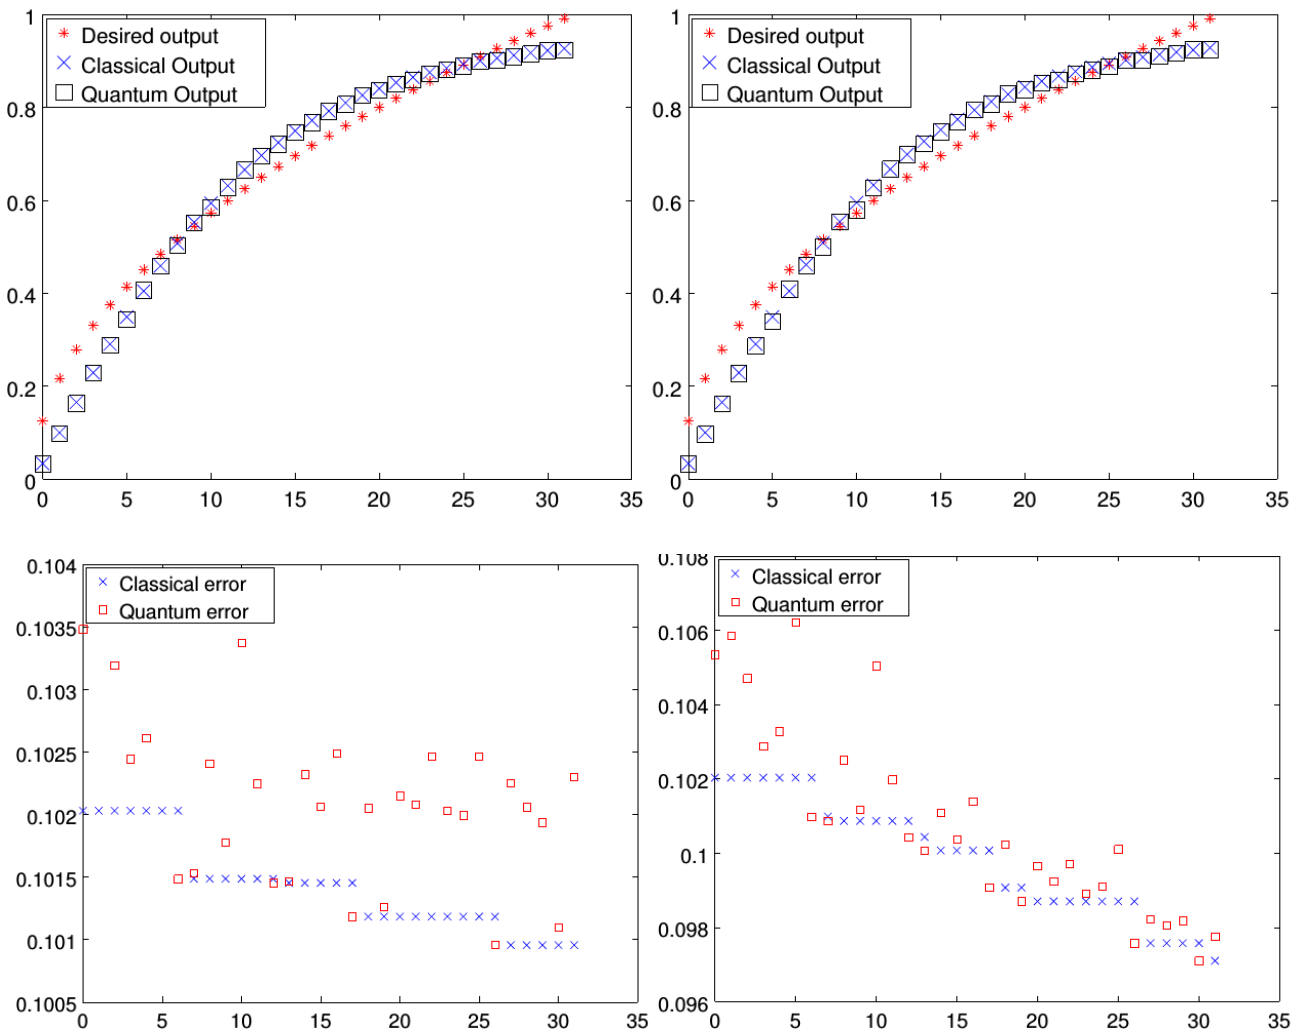 1
0.8
0.6
0.4
0.2
0
Desired output
Classical Output
Quantum Output
0 5 10 15 20 25 30 35
1
0.8
0.6
0.4
0.2
0
Desired output
Classical Output
Quantum Output
0 5 10 15 20 25 30 35
0.104
0.1035
0.103
0.1025
0.102
0.1015
0.101
0.1005
Classical error
Quantum error
0 5 10 15 20 25 30 35
0.108
0.106
0.104
0.102
0.1
0.098
0.096
Classical error
Quantum error
0 5 10 15 20 25 30 35